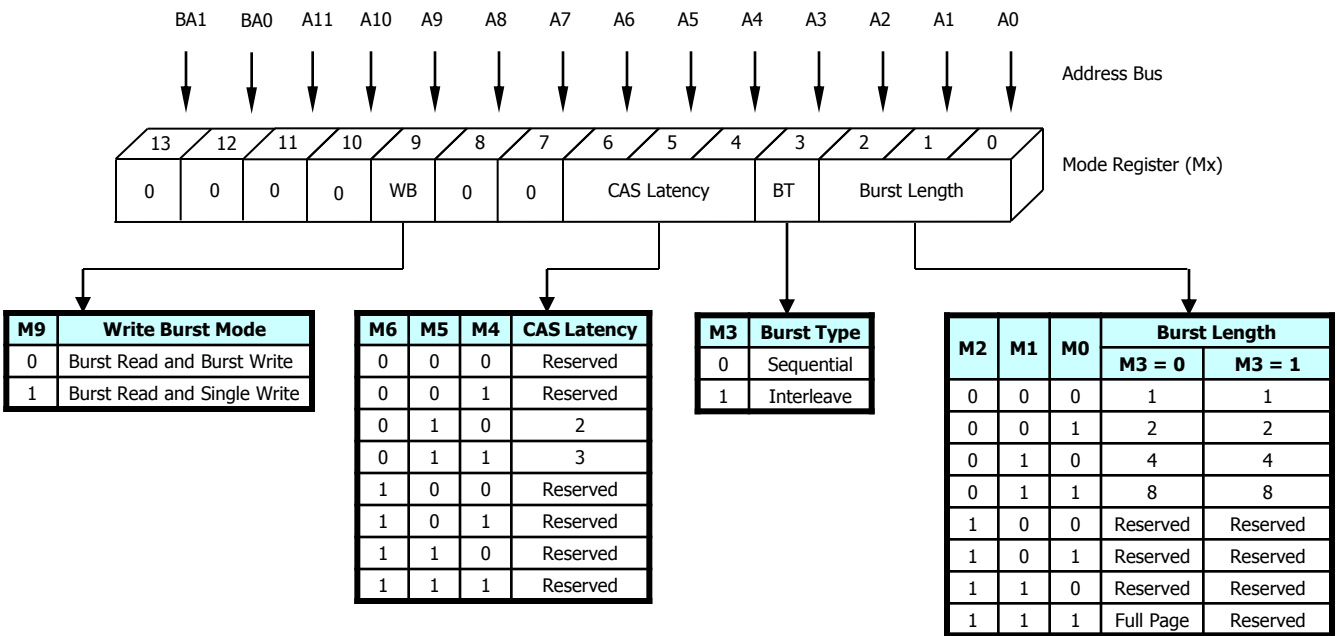 BA1 BA0 A11 A10 A9 A8 A7 A6 A5 A4 A3 A2 A1 A0
Address Bus
13 12 11 10 9 8 7 6 5 4 3 2 1 0
Mode Register (Mx)
0 0 0 0 WB 0 0 CAS Latency BT Burst Length
M9 Write Burst Mode
0 Burst Read and Burst Write
1 Burst Read and Single Write
M6 M5 M4 CAS Latency
0 0 0 Reserved
0 0 1 Reserved
0 1 0 2
0 1 1 3
1 0 0 Reserved
1 0 1 Reserved
1 1 0 Reserved
1 1 1 Reserved
M3 Burst Type
0 Sequential
1 Interleave
M2 M1 M0 Burst Length
M3 = 0 M3 = 1
0 0 0 1 1
0 0 1 2 2
0 1 0 4 4
0 1 1 8 8
1 0 0 Reserved Reserved
1 0 1 Reserved Reserved
1 1 0 Reserved Reserved
1 1 1 Full Page Reserved